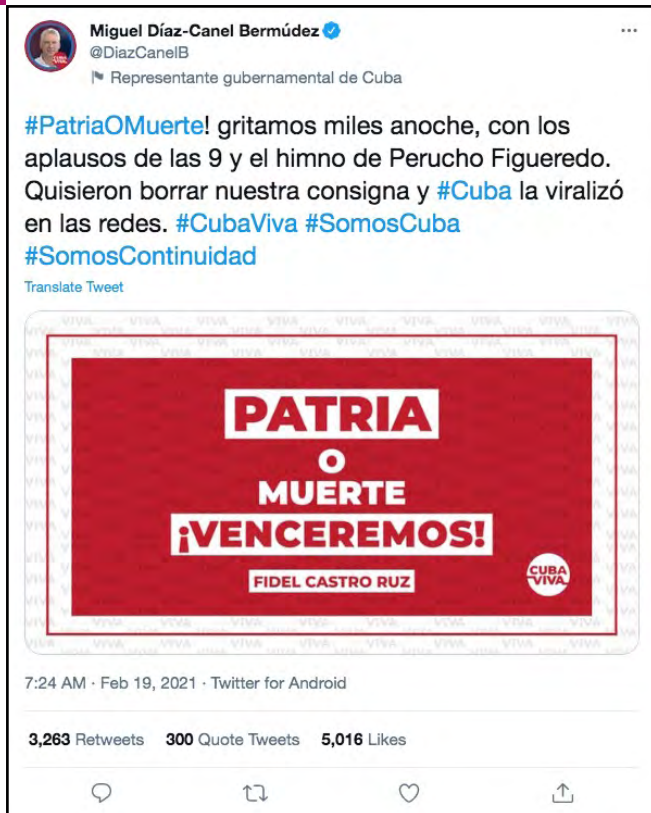 Miguel Díaz-Canel Bermúdez
@DiazCanelB
Representante gubernamental de Cuba
#PatriaOMuerte! gritamos miles anoche, con los
aplausos de las 9 y el himno de Perucho Figueredo.
Quisieron borrar nuestra consigna y #Cuba la viralizó
en las redes. #CubaViva #SomosCuba
#SomosContinuidad
Translate Tweet
PATRIA
O
MUERTE
¡VENCEREMOS!
FIDEL CASTRO RUZ
CUBA
VIVA
7:24 AM · Feb 19, 2021 · Twitter for Android
3,263 Retweets 300 Quote Tweets 5,016 Likes